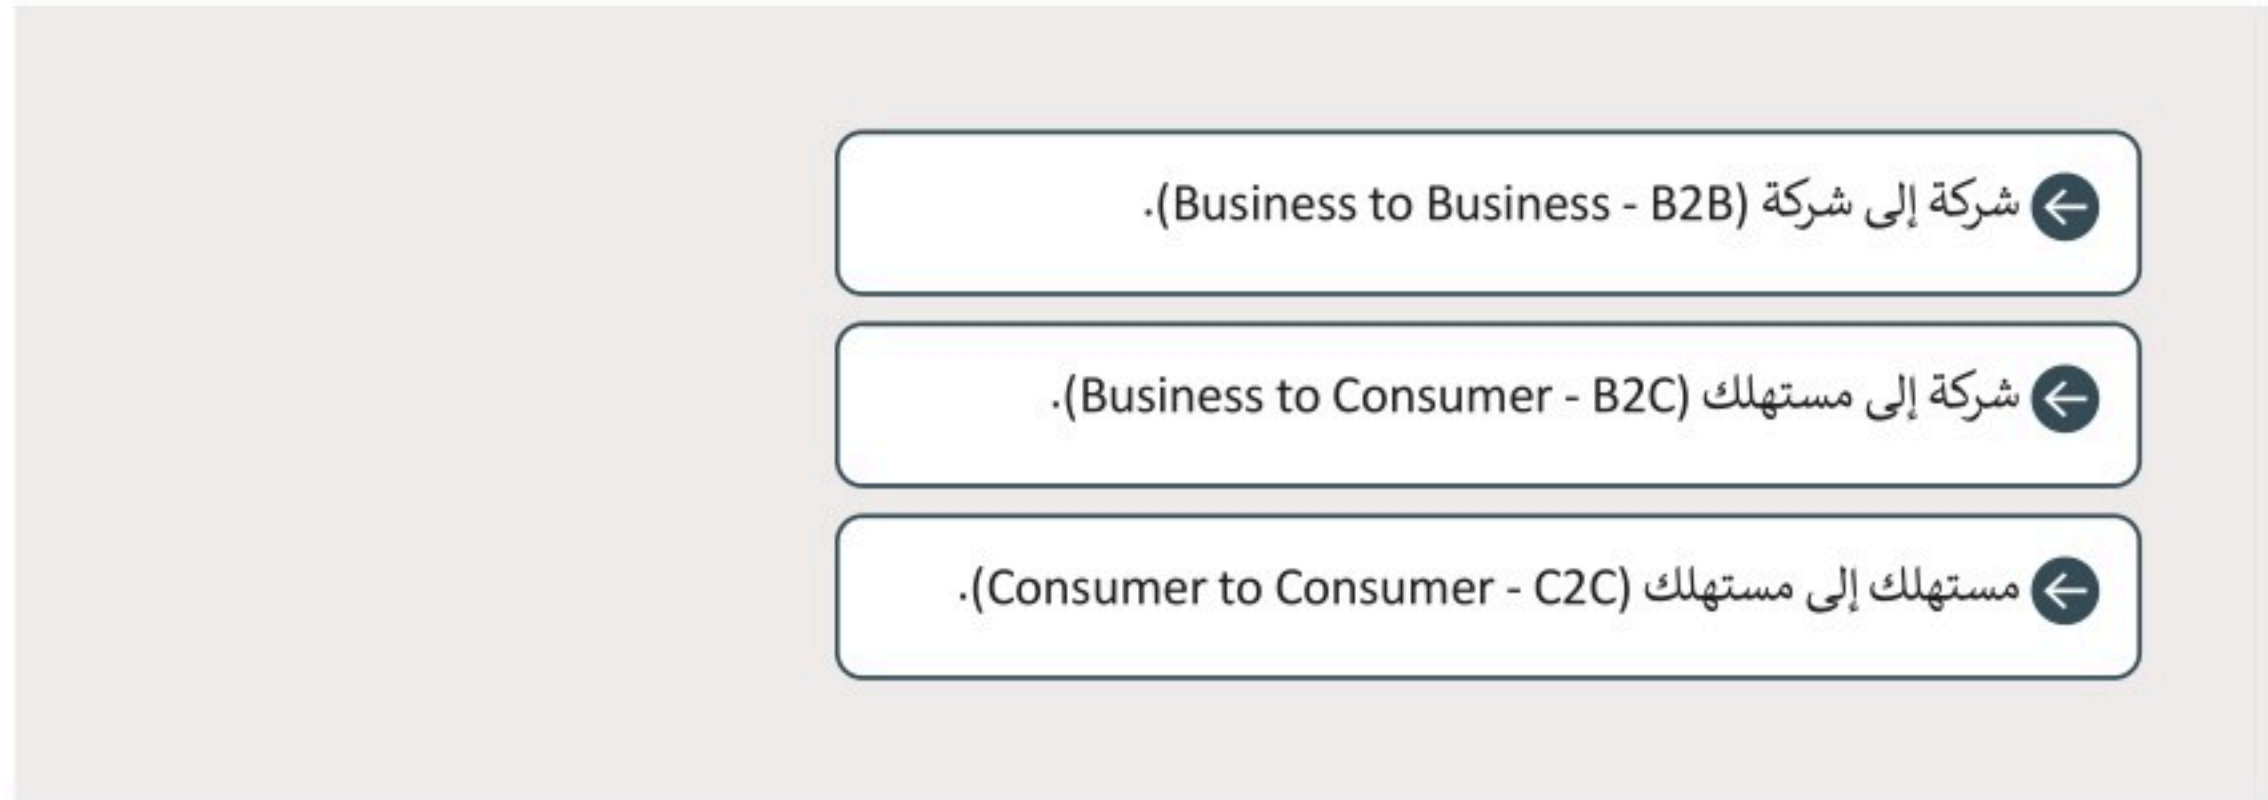 شركة إلى شركة (Business to Business - B2B).
شركة إلى مستهلك (Business to Consumer - B2C).
مستهلك إلى مستهلك (Consumer to Consumer - C2C).